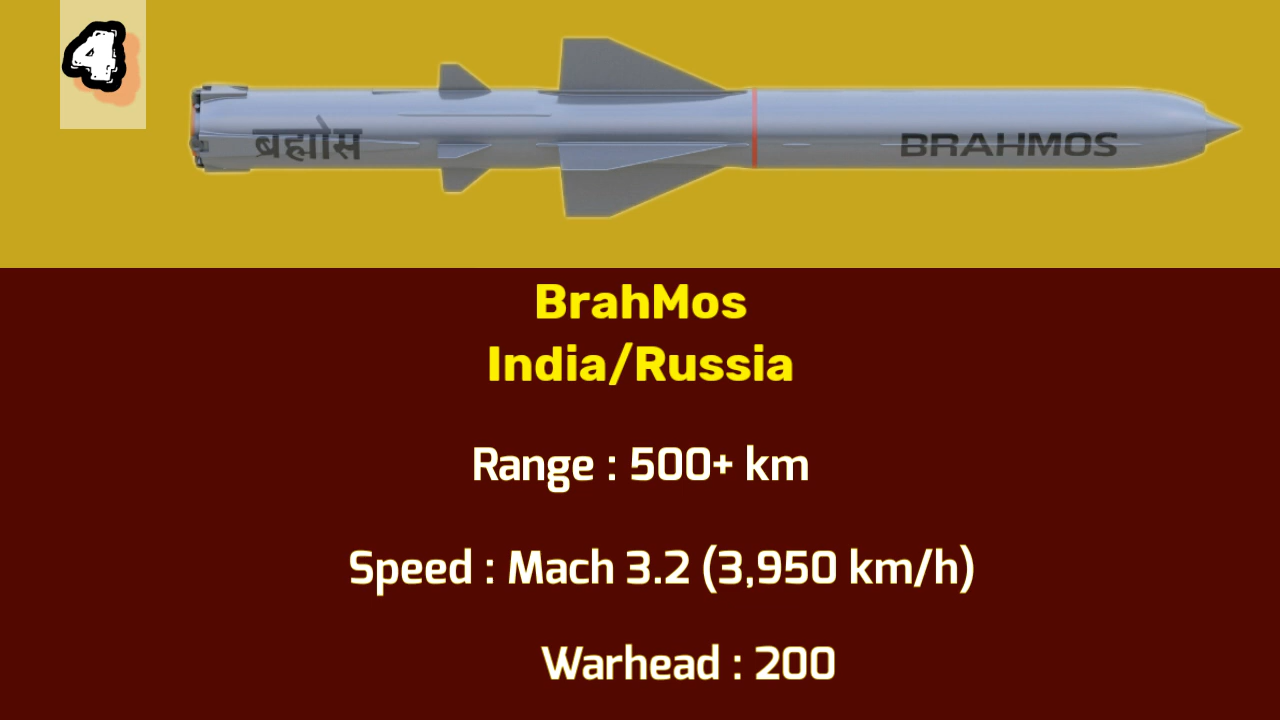 4
ब्रह्मोस
BRAHMOS
BrahMos
India/Russia
Range : 500+ km
Speed : Mach 3.2 (3,950 km/h)
Warhead : 200